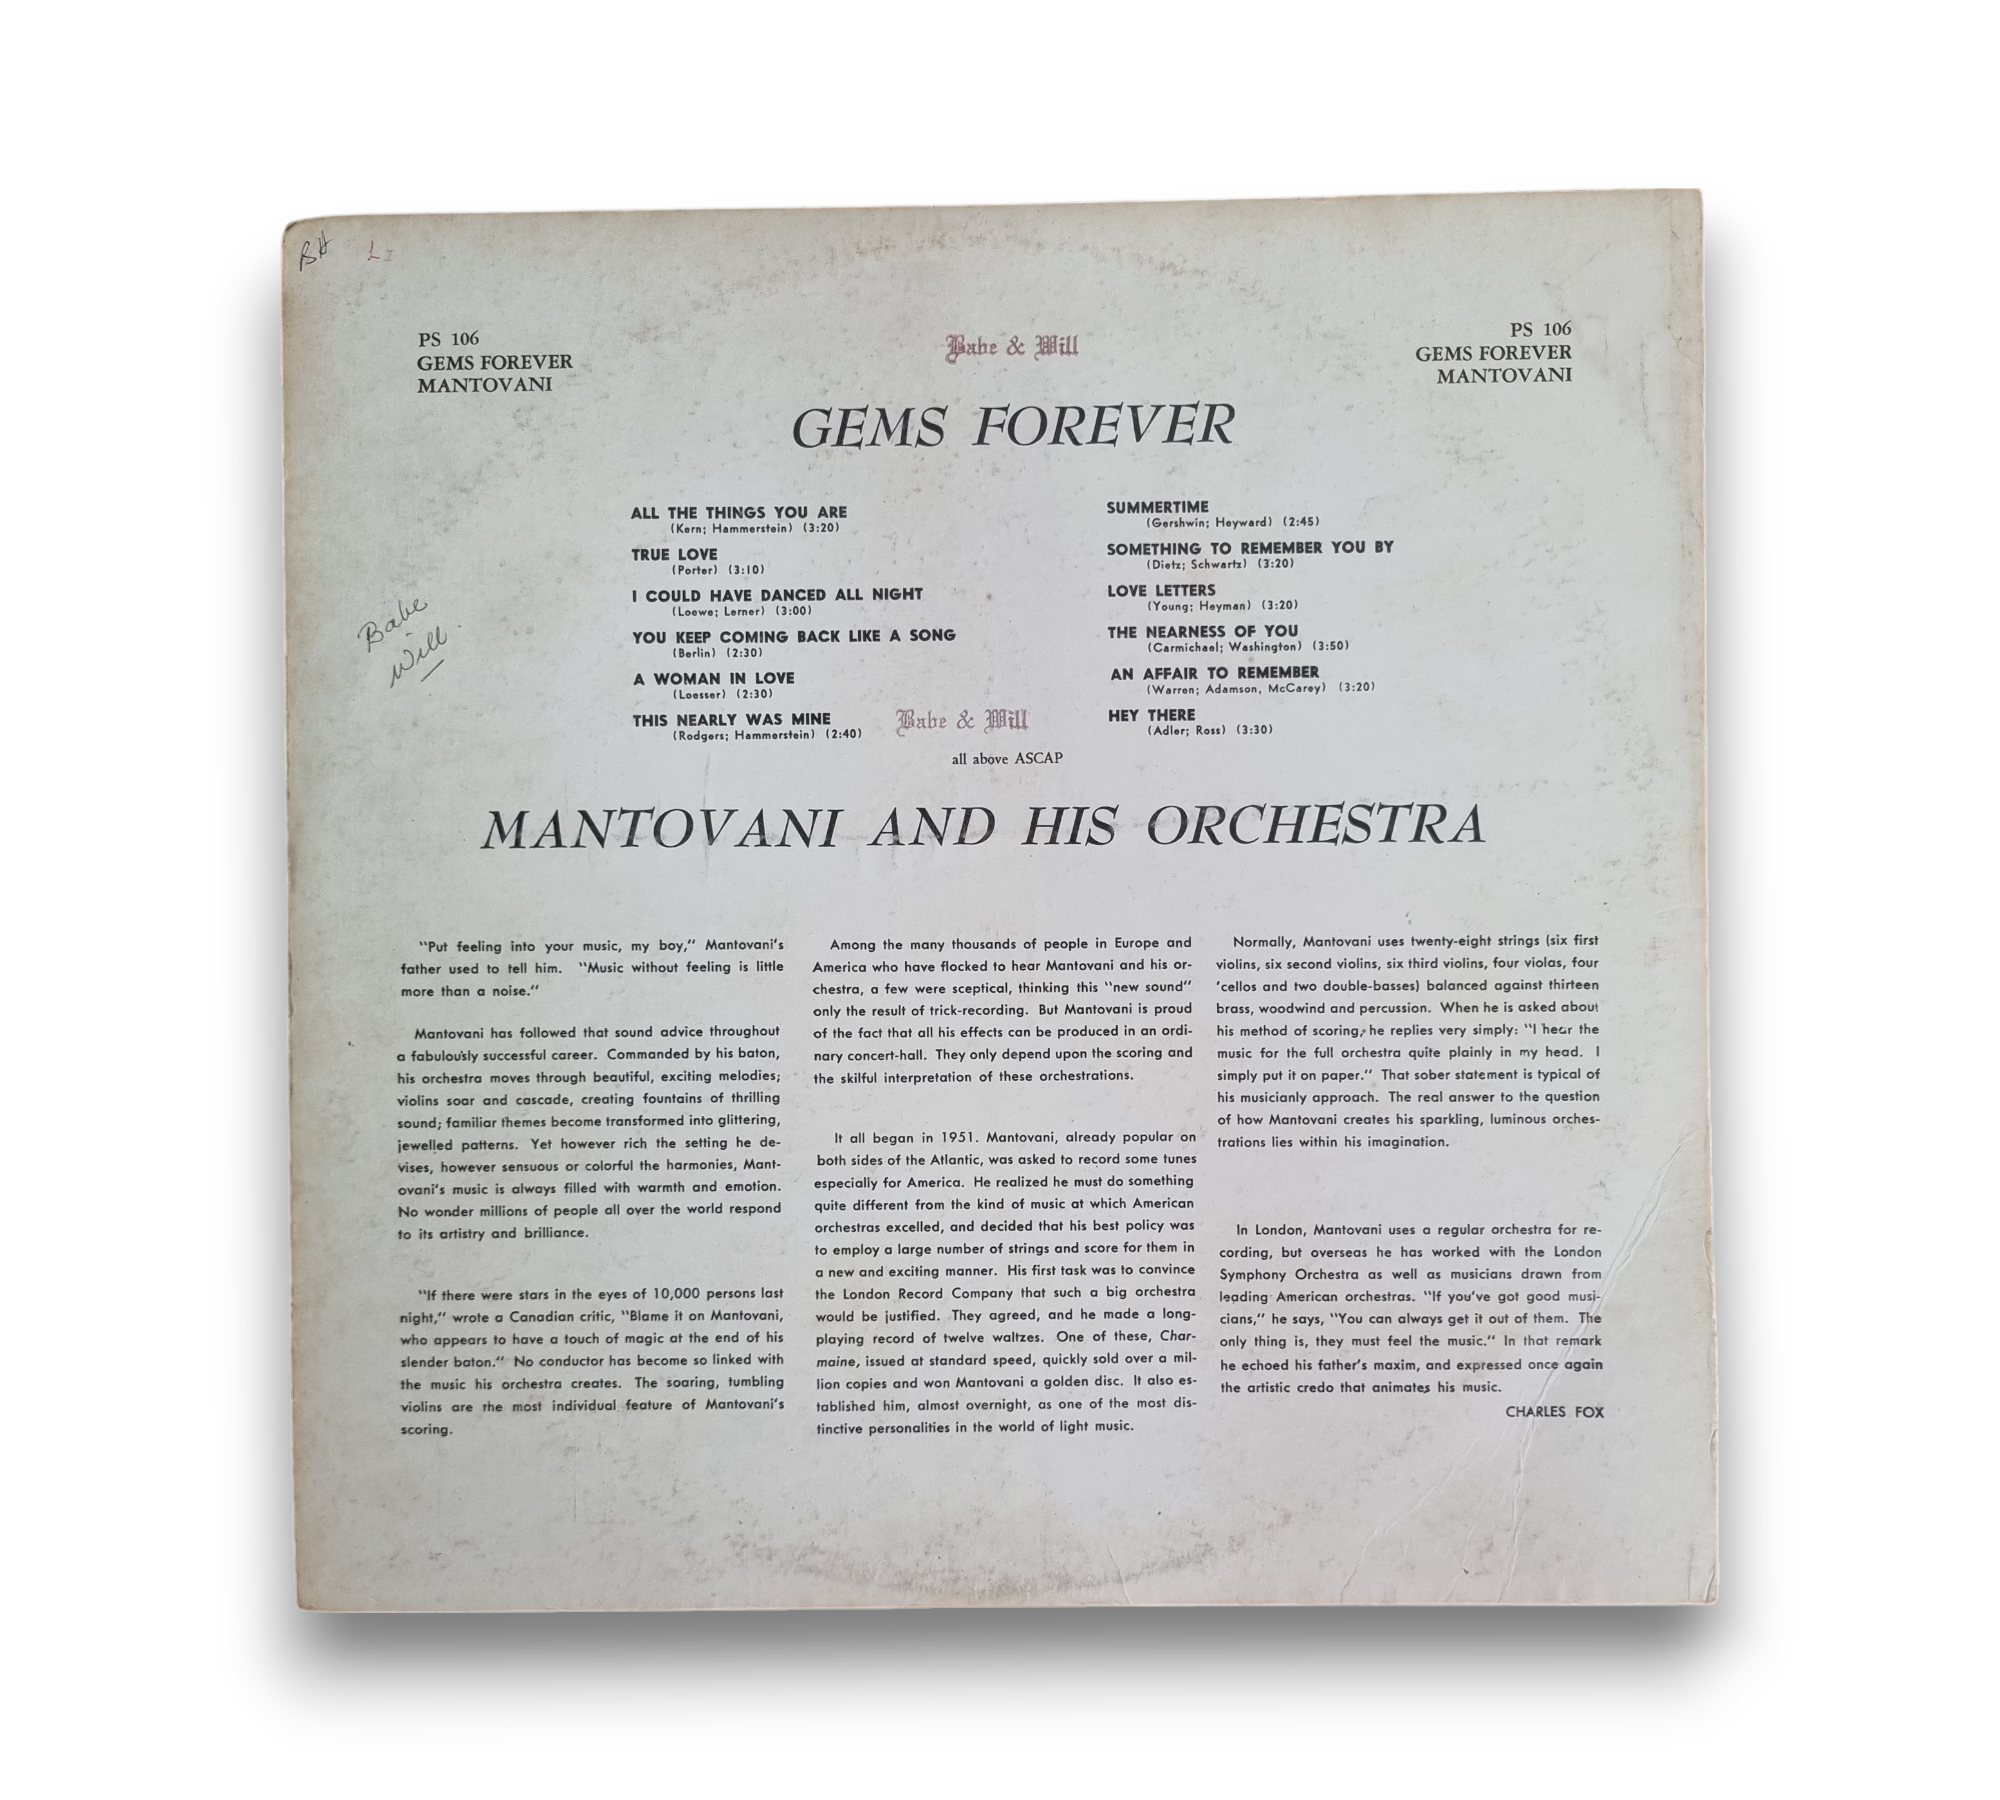 BH LI
PS 106
GEMS FOREVER
MANTOVANI
Babe & Will
PS 106
GEMS FOREVER
MANTOVANI
GEMS FOREVER
ALL THE THINGS YOU ARE
(Kern; Hammerstein) (3:20)
TRUE LOVE
(Porter) (3:10)
I COULD HAVE DANCED ALL NIGHT
(Loewe; Lerner) (3:00)
YOU KEEP COMING BACK LIKE A SONG
(Berlin) (2:30)
A WOMAN IN LOVE
(Loesser) (2:30)
THIS NEARLY WAS MINE
(Rodgers; Hammerstein) (2:40)
SUMMERTIME
(Gershwin; Heyward) (2:45)
SOMETHING TO REMEMBER YOU BY
(Dietz; Schwartz) (3:20)
LOVE LETTERS
(Young; Heyman) (3:20)
THE NEARNESS OF YOU
(Carmichael; Washington) (3:50)
AN AFFAIR TO REMEMBER
(Warren; Adamson, McCarey) (3:20)
HEY THERE
(Adler; Ross) (3:30)
Babe
Will
Babe & Will
all above ASCAP
MANTOVANI AND HIS ORCHESTRA
"Put feeling into your music, my boy," Mantovani's
father used to tell him. "Music without feeling is little
more than a noise."
Mantovani has followed that sound advice throughout
a fabulously successful career. Commanded by his baton,
his orchestra moves through beautiful, exciting melodies;
violins soar and cascade, creating fountains of thrilling
sound; familiar themes become transformed into glittering,
jewelled patterns. Yet however rich the setting he de-
vises, however sensuous or colorful the harmonies, Mant-
ovani's music is always filled with warmth and emotion.
No wonder millions of people all over the world respond
to its artistry and brilliance.
"If there were stars in the eyes of 10,000 persons last
night," wrote a Canadian critic, "Blame it on Mantovani,
who appears to have a touch of magic at the end of his
slender baton." No conductor has become so linked with
the music his orchestra creates. The soaring, tumbling
violins are the most individual feature of Mantovani's
scoring.
Among the many thousands of people in Europe and
America who have flocked to hear Mantovani and his or-
chestra, a few were sceptical, thinking this "new sound"
only the result of trick-recording. But Mantovani is proud
of the fact that all his effects can be produced in an ordi-
nary concert-hall. They only depend upon the scoring and
the skilful interpretation of these orchestrations.
It all began in 1951. Mantovani, already popular on
both sides of the Atlantic, was asked to record some tunes
especially for America. He realized he must do something
quite different from the kind of music at which American
orchestras excelled, and decided that his best policy was
to employ a large number of strings and score for them in
a new and exciting manner. His first task was to convince
the London Record Company that such a big orchestra
would be justified. They agreed, and he made a long-
playing record of twelve waltzes. One of these, Char-
maine, issued at standard speed, quickly sold over a mil-
lion copies and won Mantovani a golden disc. It also es-
tablished him, almost overnight, as one of the most dis-
tinctive personalities in the world of light music.
Normally, Mantovani uses twenty-eight strings (six first
violins, six second violins, six third violins, four violas, four
'cellos and two double-basses) balanced against thirteen
brass, woodwind and percussion. When he is asked about
his method of scoring, he replies very simply: "I hear the
music for the full orchestra quite plainly in my head. I
simply put it on paper." That sober statement is typical of
his musicianly approach. The real answer to the question
of how Mantovani creates his sparkling, luminous orches-
trations lies within his imagination.
In London, Mantovani uses a regular orchestra for re-
cording, but overseas he has worked with the London
Symphony Orchestra as well as musicians drawn from
leading American orchestras. "If you've got good musi-
cians," he says, "You can always get it out of them. The
only thing is, they must feel the music." In that remark
he echoed his father's maxim, and expressed once again
the artistic credo that animates his music.
CHARLES FOX